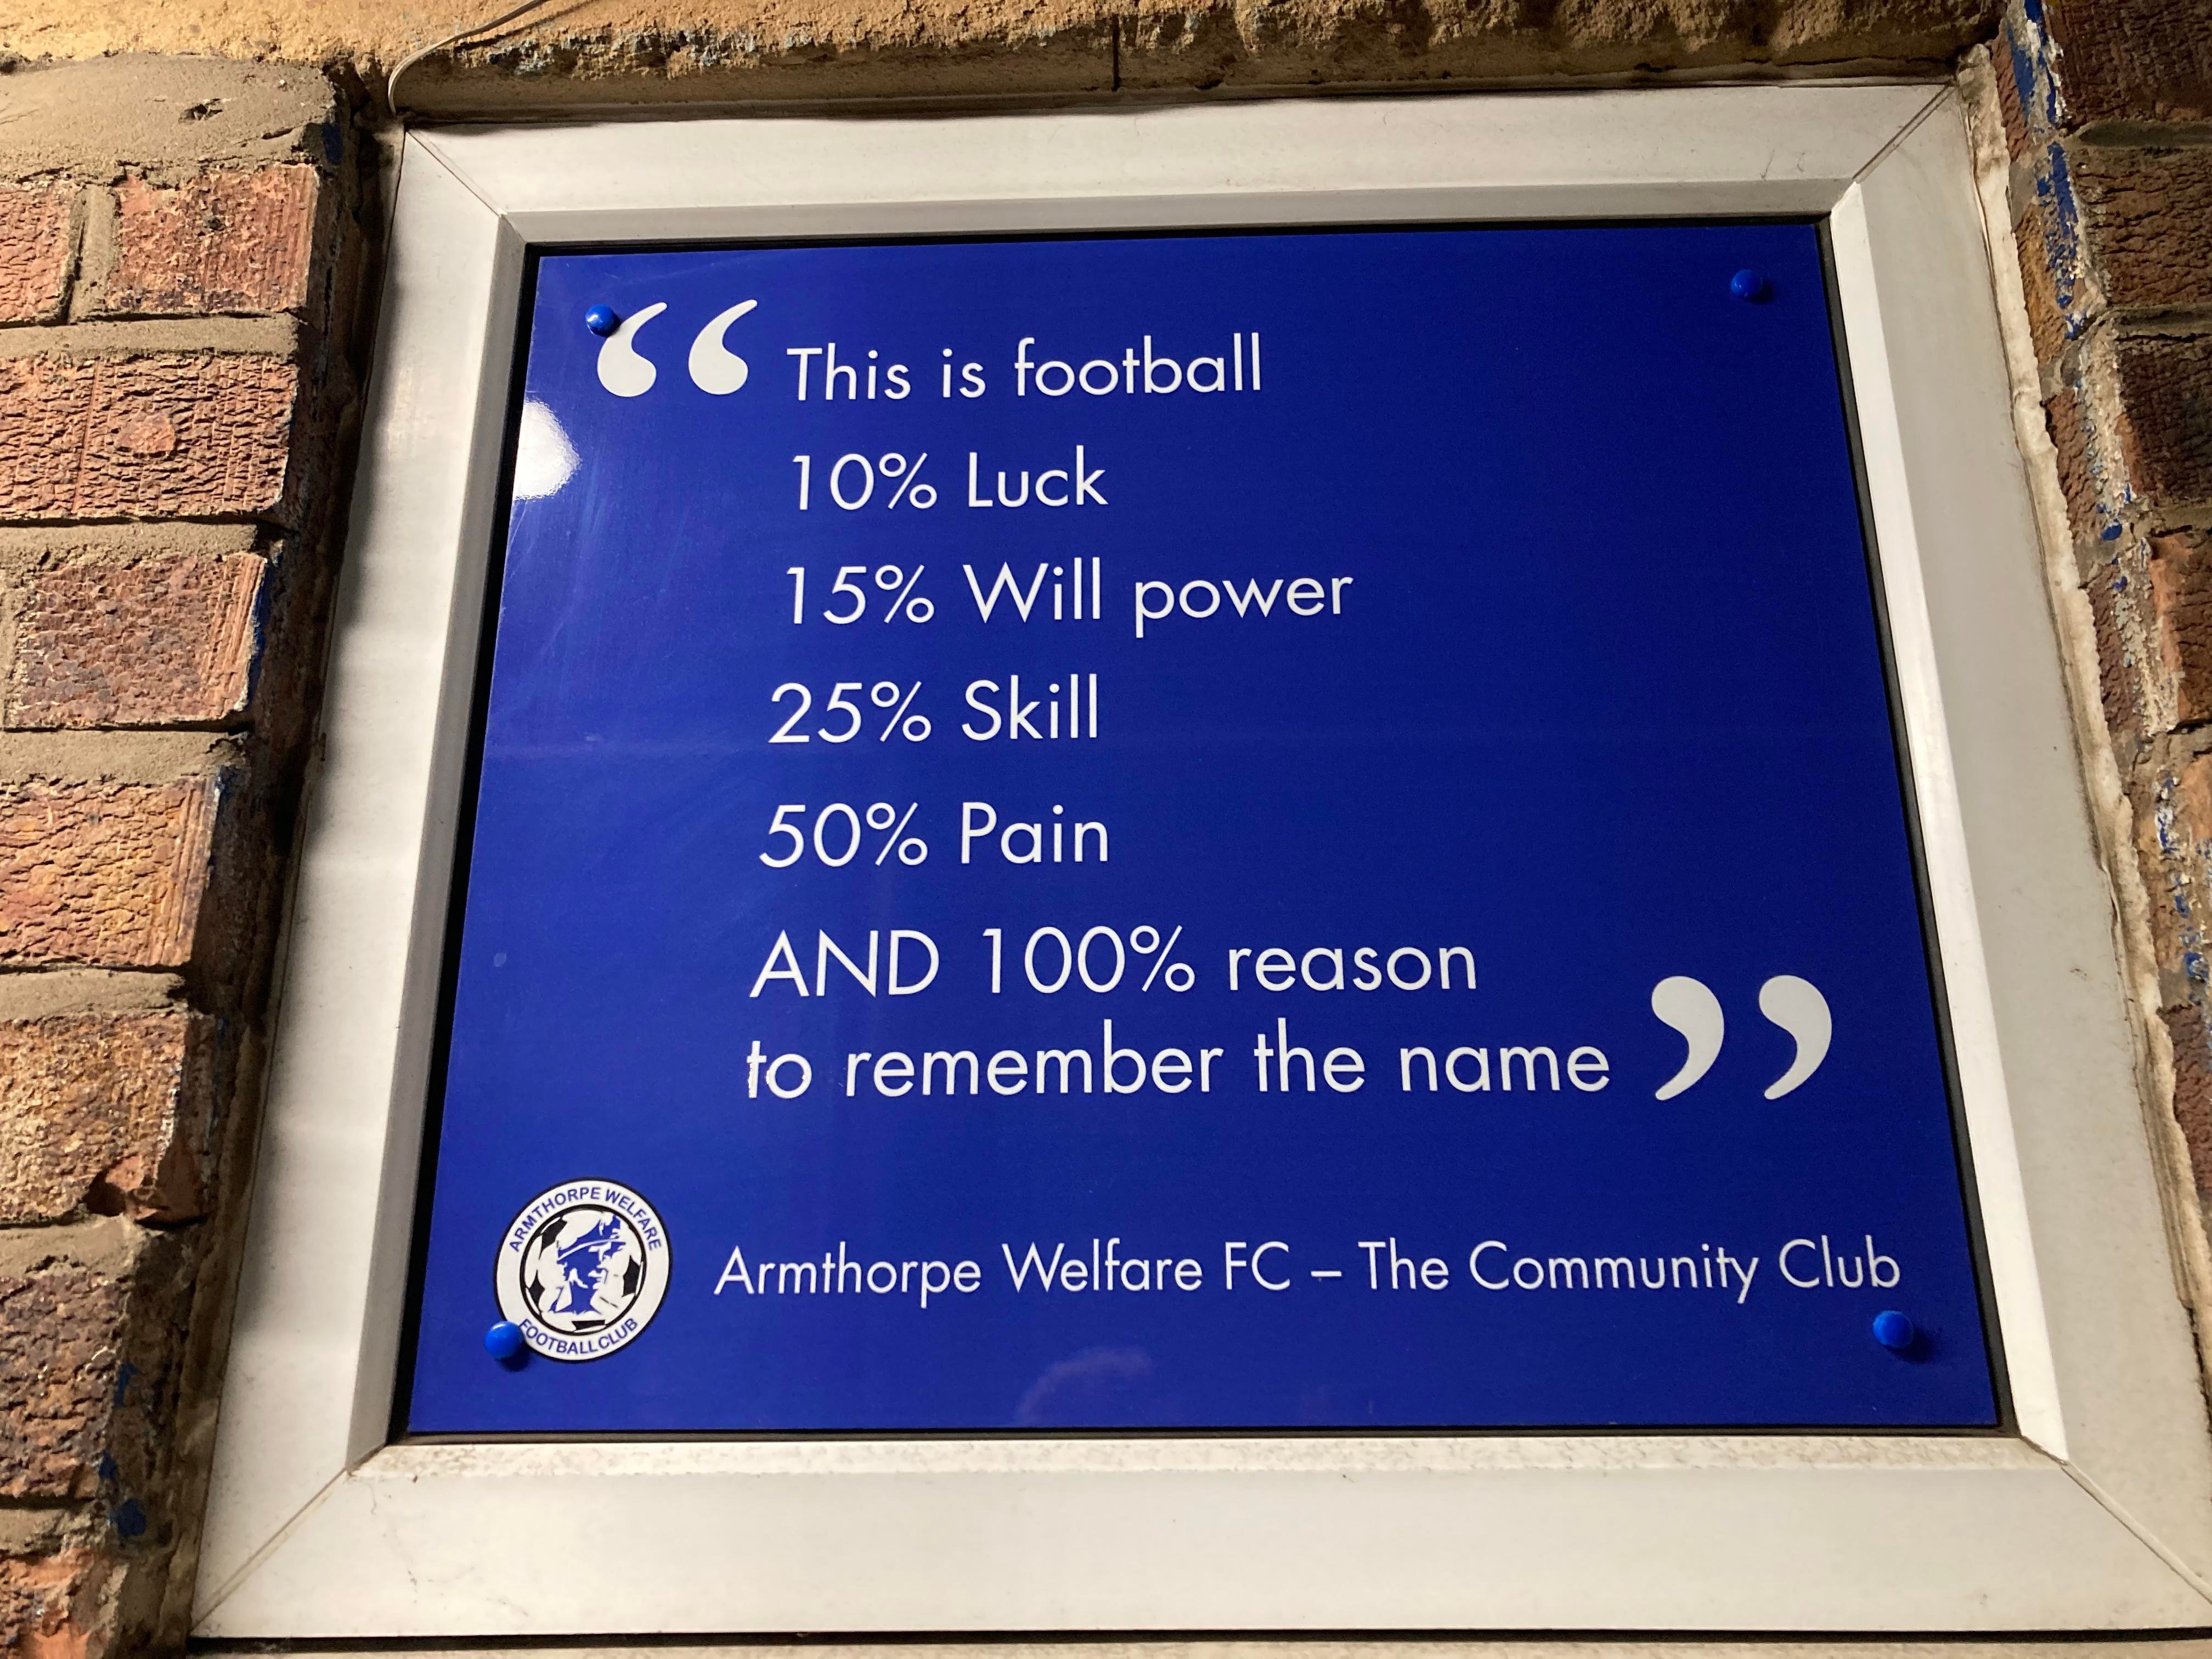 “ This is football
10% Luck
15% Will power
25% Skill
50% Pain
AND 100% reason
to remember the name ”
ARMTHORPE WELFARE
FOOTBALL CLUB
Armthorpe Welfare FC – The Community Club